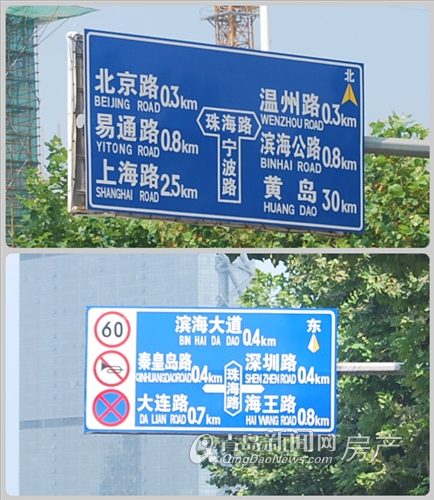 北
北京路 0.3km
BEIJING ROAD
易通路 0.8km
YITONG ROAD
上海路 2.5km
SHANGHAI ROAD
珠海路
宁波路
温州路 0.3km
WENZHOU ROAD
滨海公路 0.8km
BINHAI ROAD
黄岛 30km
HUANG DAO
60
滨海大道 0.4km
BIN HAI DA DAO
东
秦皇岛路 0.4km
QINHUANGDAOROAD
大连路 0.7km
DA LIAN ROAD
珠海路
深圳路 0.4km
SHEN ZHEN ROAD
海王路 0.8km
HAI WANG ROAD
青岛新闻网 房产
QingDaoNews.com